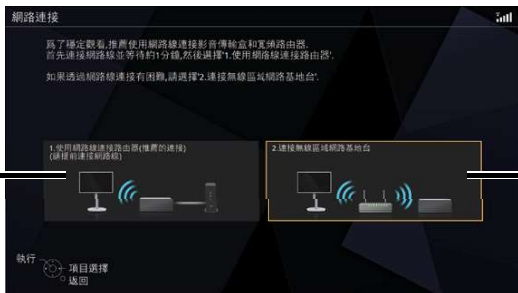 網路連接
為了穩定觀看,推薦使用網路線連接影音傳輸盒和寬頻路由器.
首先連接網路線並等待約1分鐘,然後選擇'1.使用網路線連接路由器'.
如果透過網路線連接有困難,請選擇'2.連接無線區域網路基地台'.
1.使用網路線連接路由器(推薦的連接)
(請提前連接網路線)
2.連接無線區域網路基地台
執行
項目選擇
返回